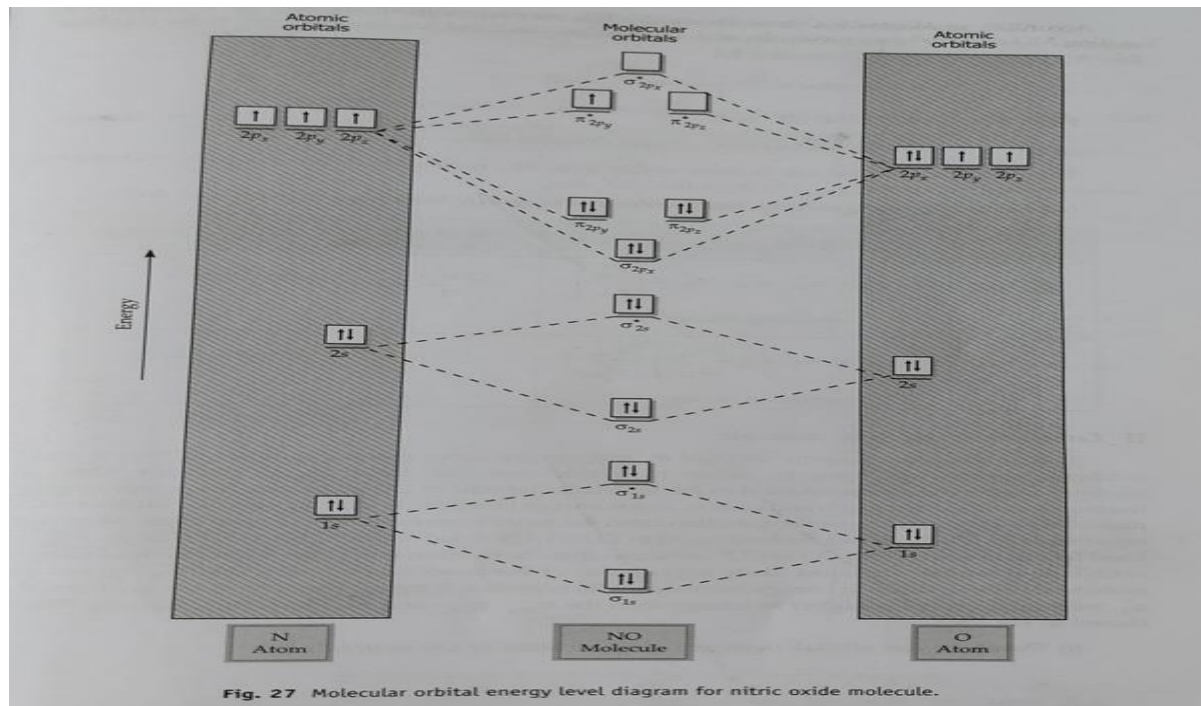 Atomic
orbitals
Molecular
orbitals
Atomic
orbitals
σ*2px
↑
π*2py π*2pz
↑ ↑ ↑
2px 2py 2pz
↑↓ ↑ ↑
2px 2py 2pz
↑↓ ↑↓
π2py π2pz
↑↓
σ2px
↑↓
σ*2s
↑↓
2s
↑↓
2s
↑↓
σ2s
↑↓
σ*1s
↑↓
1s
↑↓
1s
↑↓
σ1s
Energy
N
Atom
NO
Molecule
O
Atom
Fig. 27 Molecular orbital energy level diagram for nitric oxide molecule.